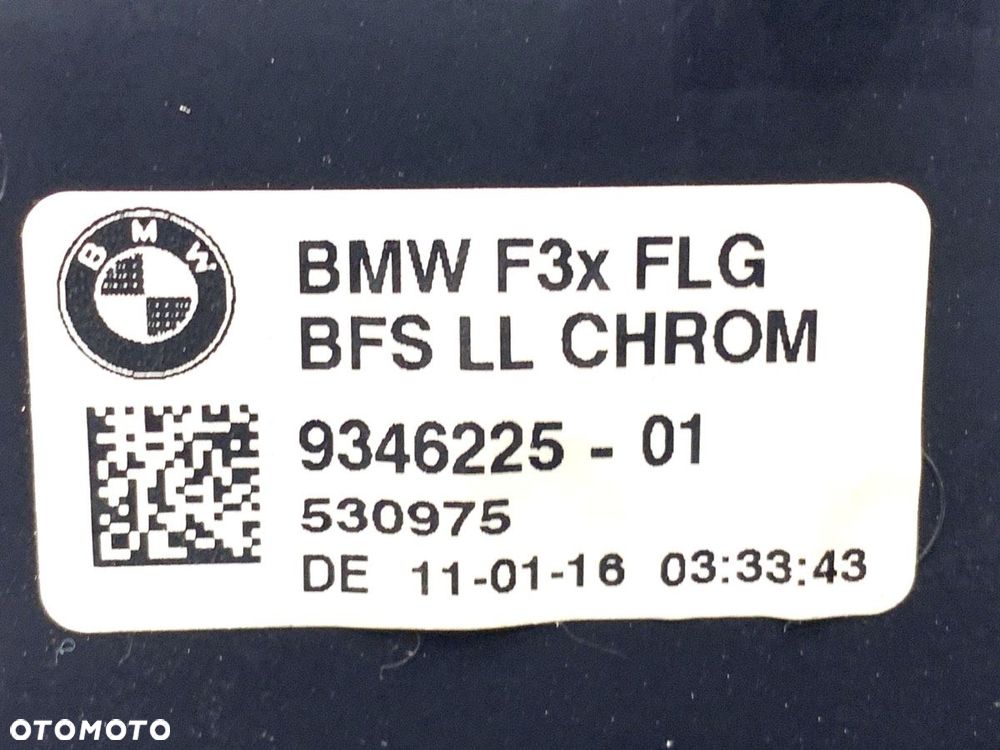 BMW
BMW F3x FLG
BFS LL CHROM
9346225 - 01
530975
DE 11-01-16 03:33:43
OTOMOTO